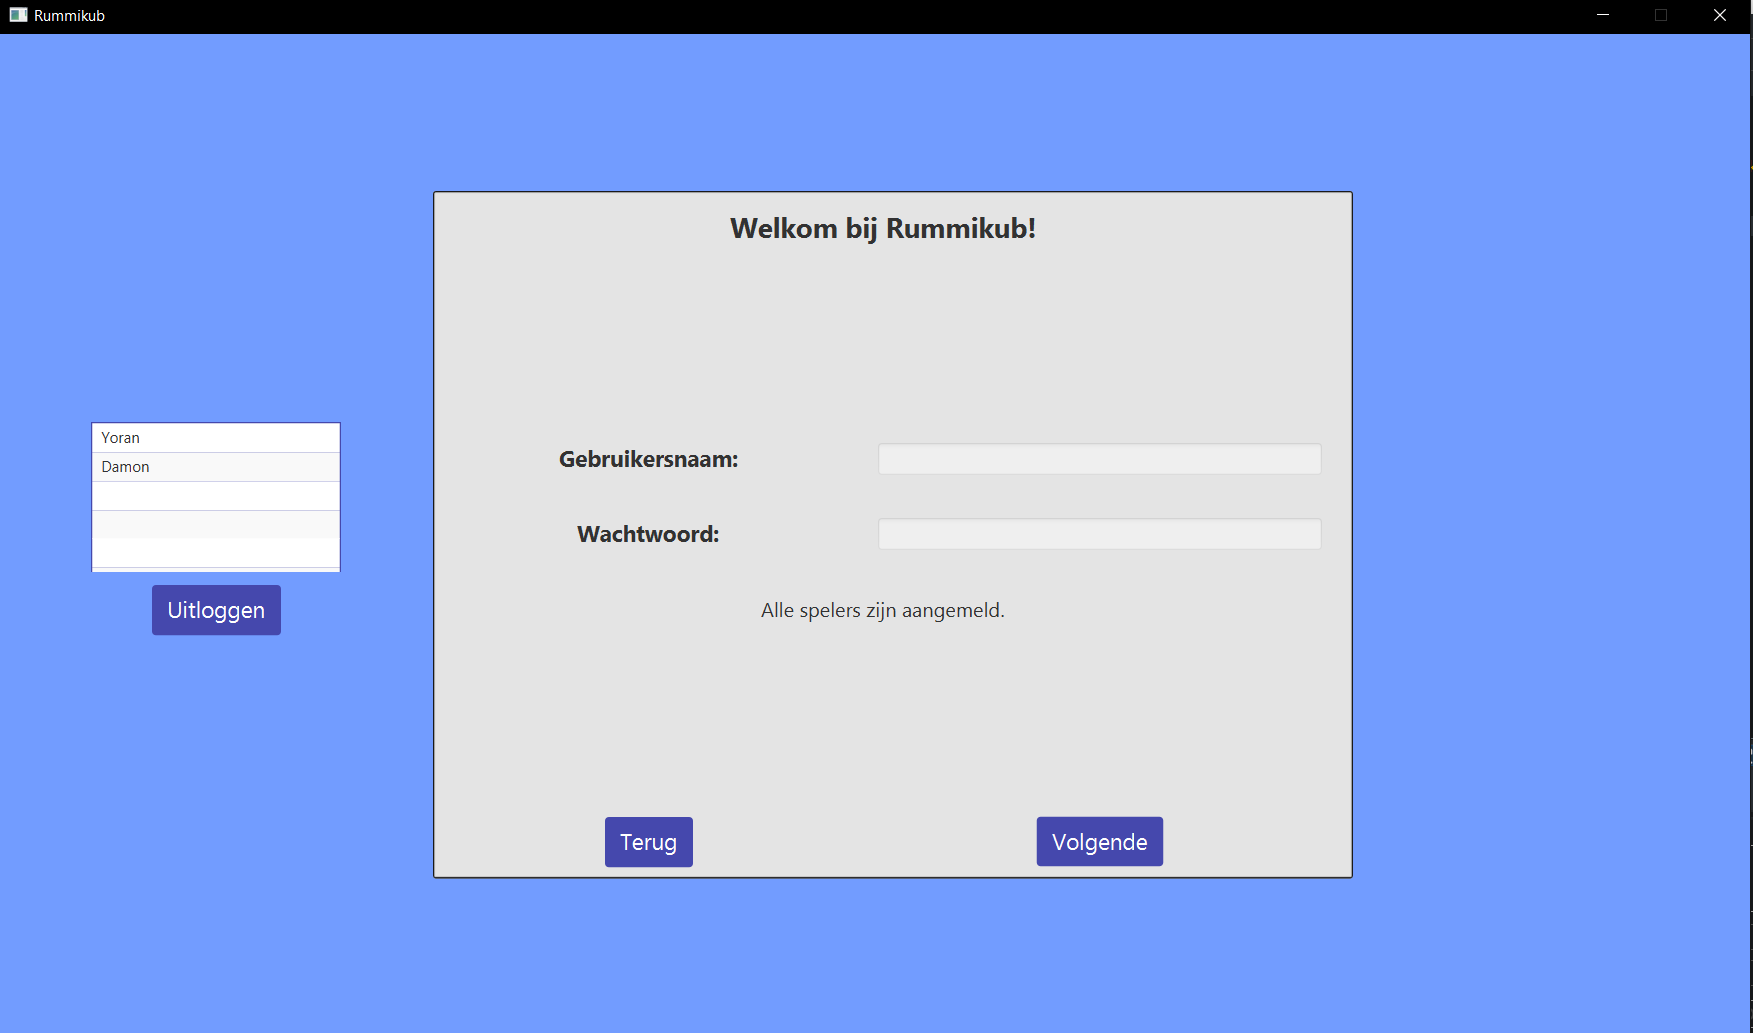 Rummikub
Welkom bij Rummikub!
Yoran
Damon
Uitloggen
Gebruikersnaam:
Wachtwoord:
Alle spelers zijn aangemeld.
Terug
Volgende